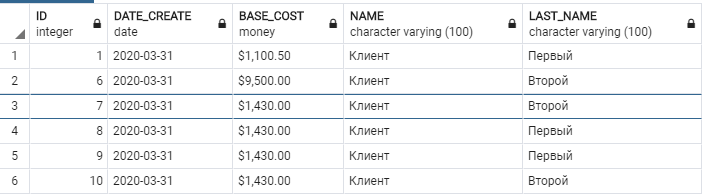 ID DATE_CREATE BASE_COST NAME LAST_NAME
integer date money character varying (100) character varying (100)
1 1 2020-03-31 $1,100.50 Клиент Первый
2 6 2020-03-31 $9,500.00 Клиент Второй
3 7 2020-03-31 $1,430.00 Клиент Второй
4 8 2020-03-31 $1,430.00 Клиент Первый
5 9 2020-03-31 $1,430.00 Клиент Первый
6 10 2020-03-31 $1,430.00 Клиент Второй